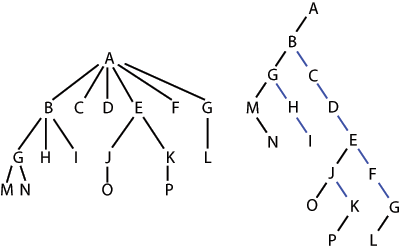 A
B C D E F G
G H I J K L
M N O P
A
B
G C
M H D
N I E
J F
O K G
P L